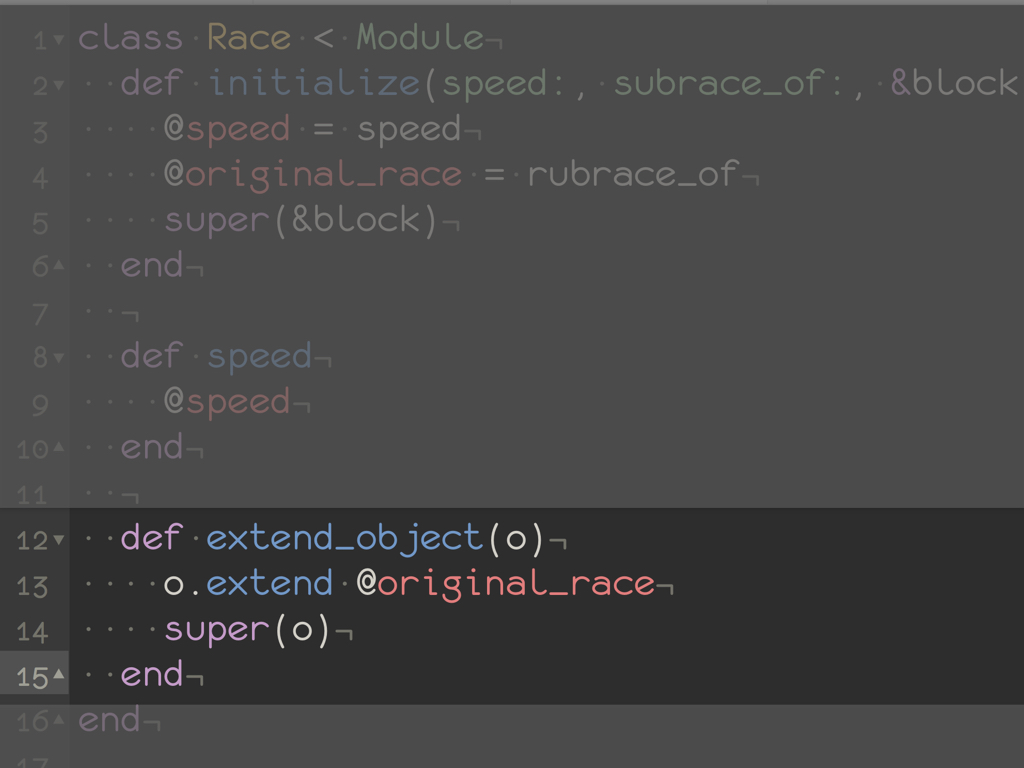 1 class Race < Module¬
2   def initialize(speed:, subrace_of:, &block
3     @speed = speed¬
4     @original_race = rubrace_of¬
5     super(&block)¬
6   end¬
7   ¬
8   def speed¬
9     @speed¬
10   end¬
11   ¬
12   def extend_object(o)¬
13     o.extend @original_race¬
14     super(o)¬
15   end¬
16 end¬
17